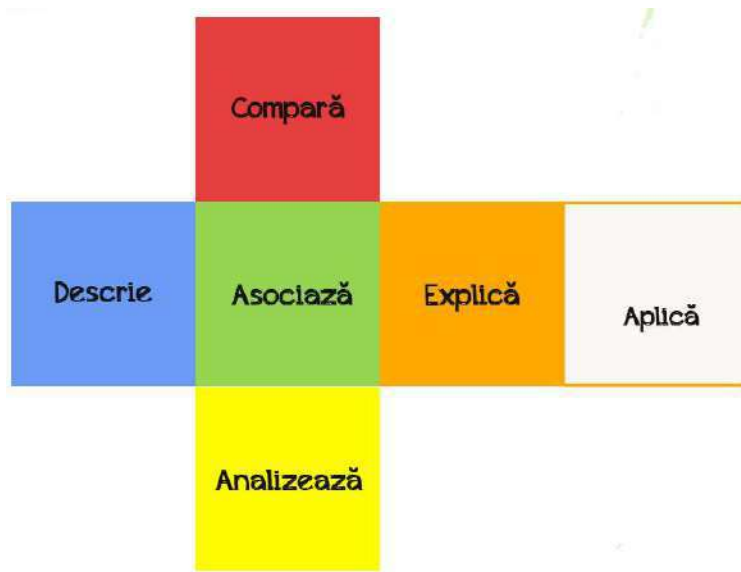 Compară
Descrie
Asociază
Explică
Aplică
Analizează